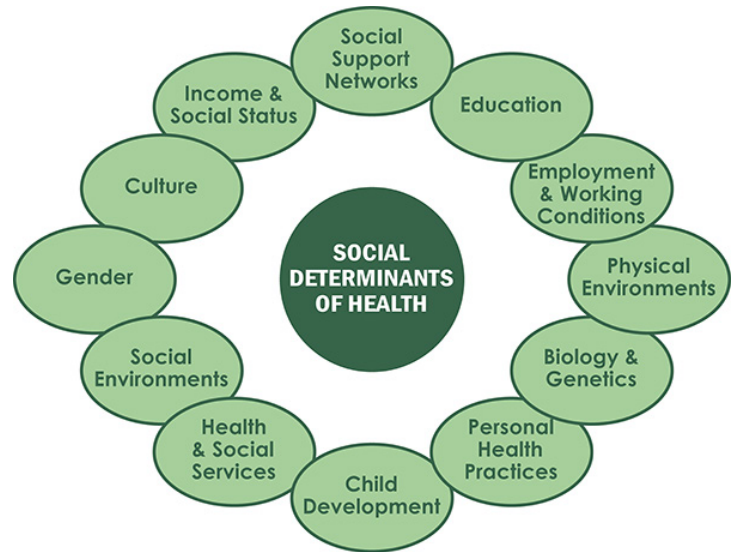 Social
Support
Networks
Education
Employment
& Working
Conditions
Physical
Environments
Biology &
Genetics
Personal
Health
Practices
Child
Development
Health
& Social
Services
Social
Environments
Gender
Culture
Income &
Social Status
SOCIAL
DETERMINANTS
OF HEALTH